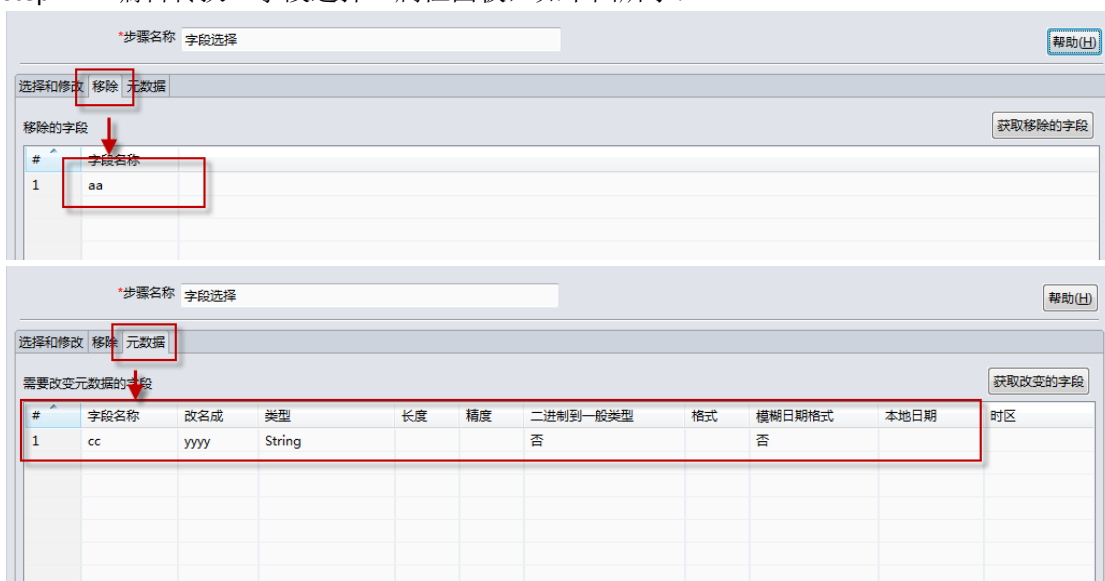 *步骤名称 字段选择 帮助(H)
选择和修改 移除 元数据
移除的字段 获取移除的字段
# 字段名称
1 aa
*步骤名称 字段选择 帮助(H)
选择和修改 移除 元数据
需要改变元数据的字段 获取改变的字段
# 字段名称 改名成 类型 长度 精度 二进制到一般类型 格式 模糊日期格式 本地日期 时区
1 cc yyyy String 否 否